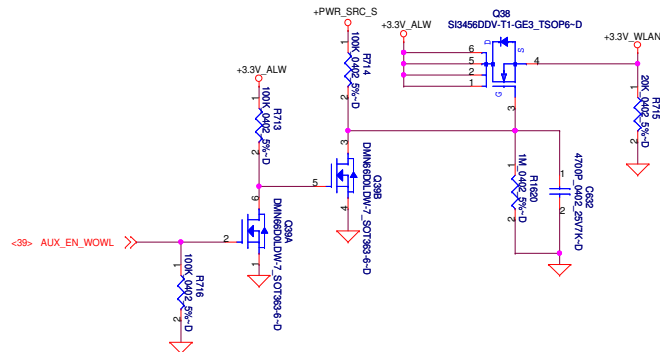 Q38
SI3456DDV-T1-GE3_TSOP6~D
+PWR_SRC_S
+3.3V_ALW
+3.3V_WLAN
D
S
G
6
5
2
1
4
3
1
R714
100K_0402_5%~D
2
+3.3V_ALW
1
R713
100K_0402_5%~D
2
1
R715
20K_0402_5%~D
2
3
5
4
Q39B
DMN66D0LDW-7_SOT363-6~D
1
R1620
1M_0402_5%~D
2
1
C632
4700P_0402_25V7K~D
2
6
2
1
Q39A
DMN66D0LDW-7_SOT363-6~D
<39> AUX_EN_WOWL
1
R716
100K_0402_5%~D
2